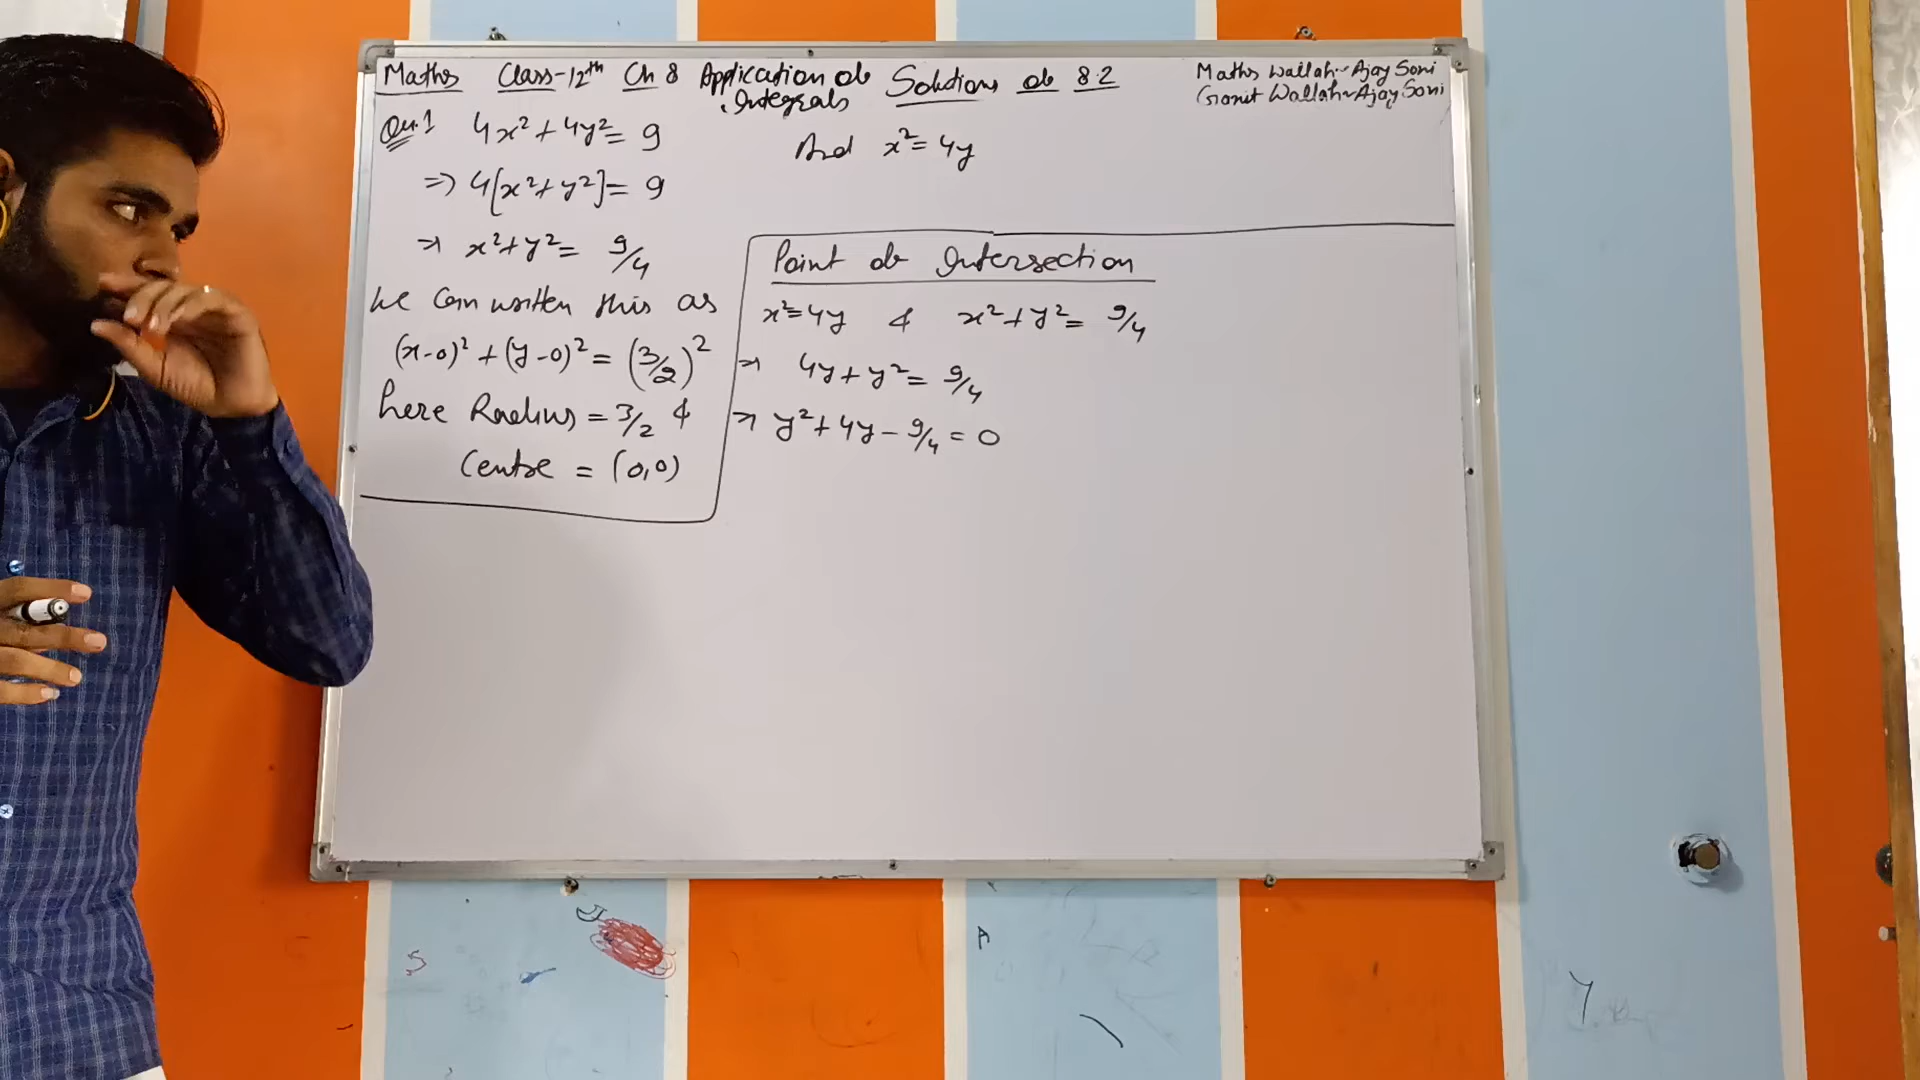 Maths Class-12th Ch 8 Application of Integrals Solutions of 8.2
Maths Wallah-Ajay Soni
Ganit Wallah-Ajay Soni
Qu.1 4x²+4y²= 9 And x²= 4y
=> 4[x²+y²]= 9
=> x²+y²= 9/4
we can written this as
(x-0)² + (y-0)² = (3/2)²
here Radius = 3/2 &
Centre = (0,0)
Point of Intersection
x²=4y & x²+y²= 9/4
=> 4y+y²= 9/4
=> y²+4y-9/4 = 0
S
A